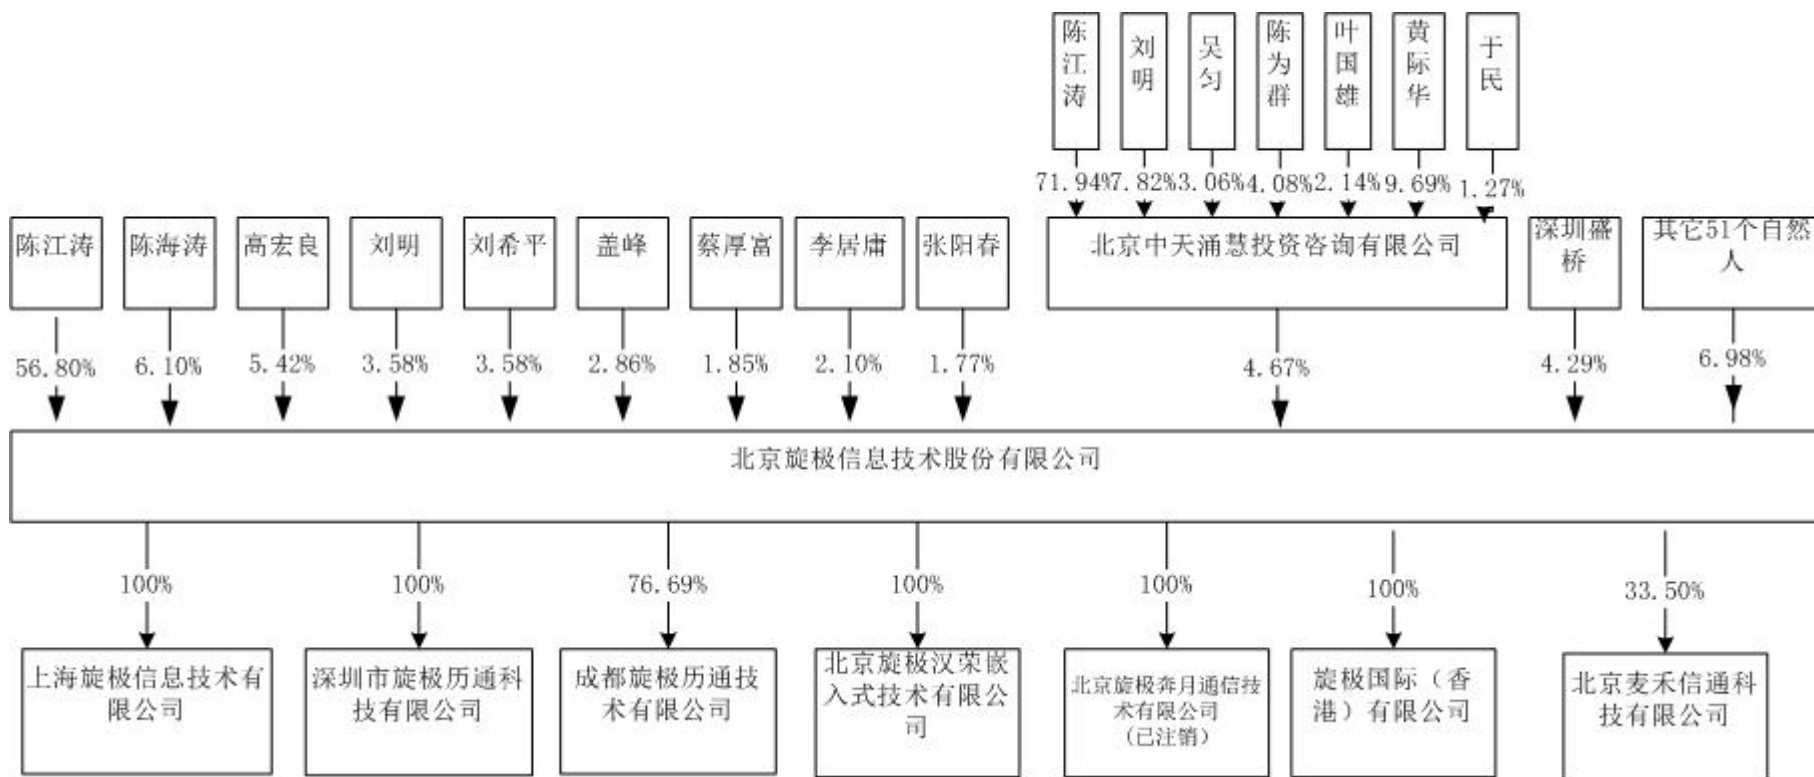 陈江涛
刘明
吴匀
陈为群
叶国雄
黄际华
于民
71.94%
7.82%
3.06%
4.08%
2.14%
9.69%
1.27%
陈江涛
陈海涛
高宏良
刘明
刘希平
盖峰
蔡厚富
李居庸
张阳春
北京中天涌慧投资咨询有限公司
深圳盛
桥
其它51个自然
人
56.80%
6.10%
5.42%
3.58%
3.58%
2.86%
1.85%
2.10%
1.77%
4.67%
4.29%
6.98%
北京旋极信息技术股份有限公司
100%
100%
76.69%
100%
100%
100%
33.50%
上海旋极信息技术有
限公司
深圳市旋极历通科
技有限公司
成都旋极历通技
术有限公司
北京旋极汉荣嵌
入式技术有限公
司
北京旋极奔月通信技
术有限公司
（已注销）
旋极国际（香
港）有限公司
北京麦禾信通科
技有限公司